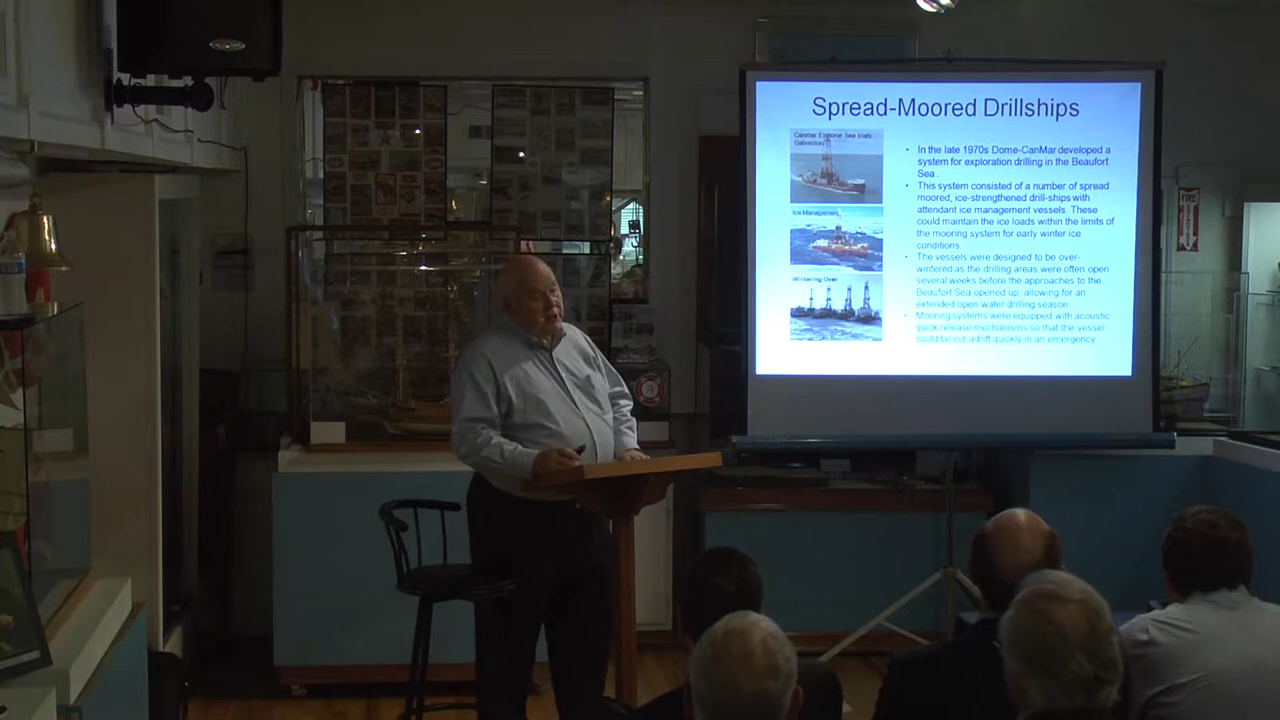 Spread-Moored Drillships
Canmar Explorer Sea trials
Galveston
Ice Management
Wintering Over
• In the late 1970s Dome-CanMar developed a
system for exploration drilling in the Beaufort
Sea .
• This system consisted of a number of spread
moored, ice-strengthened drill-ships with
attendant ice management vessels. These
could maintain the ice loads within the limits of
the mooring system for early winter ice
conditions.
• The vessels were designed to be over-
wintered as the drilling areas were often open
several weeks before the approaches to the
Beaufort Sea opened up, allowing for an
extended open water drilling season
• Mooring systems were equipped with acoustic
quick release mechanisms so that the vessel
could be cut adrift quickly in an emergency
FIRE